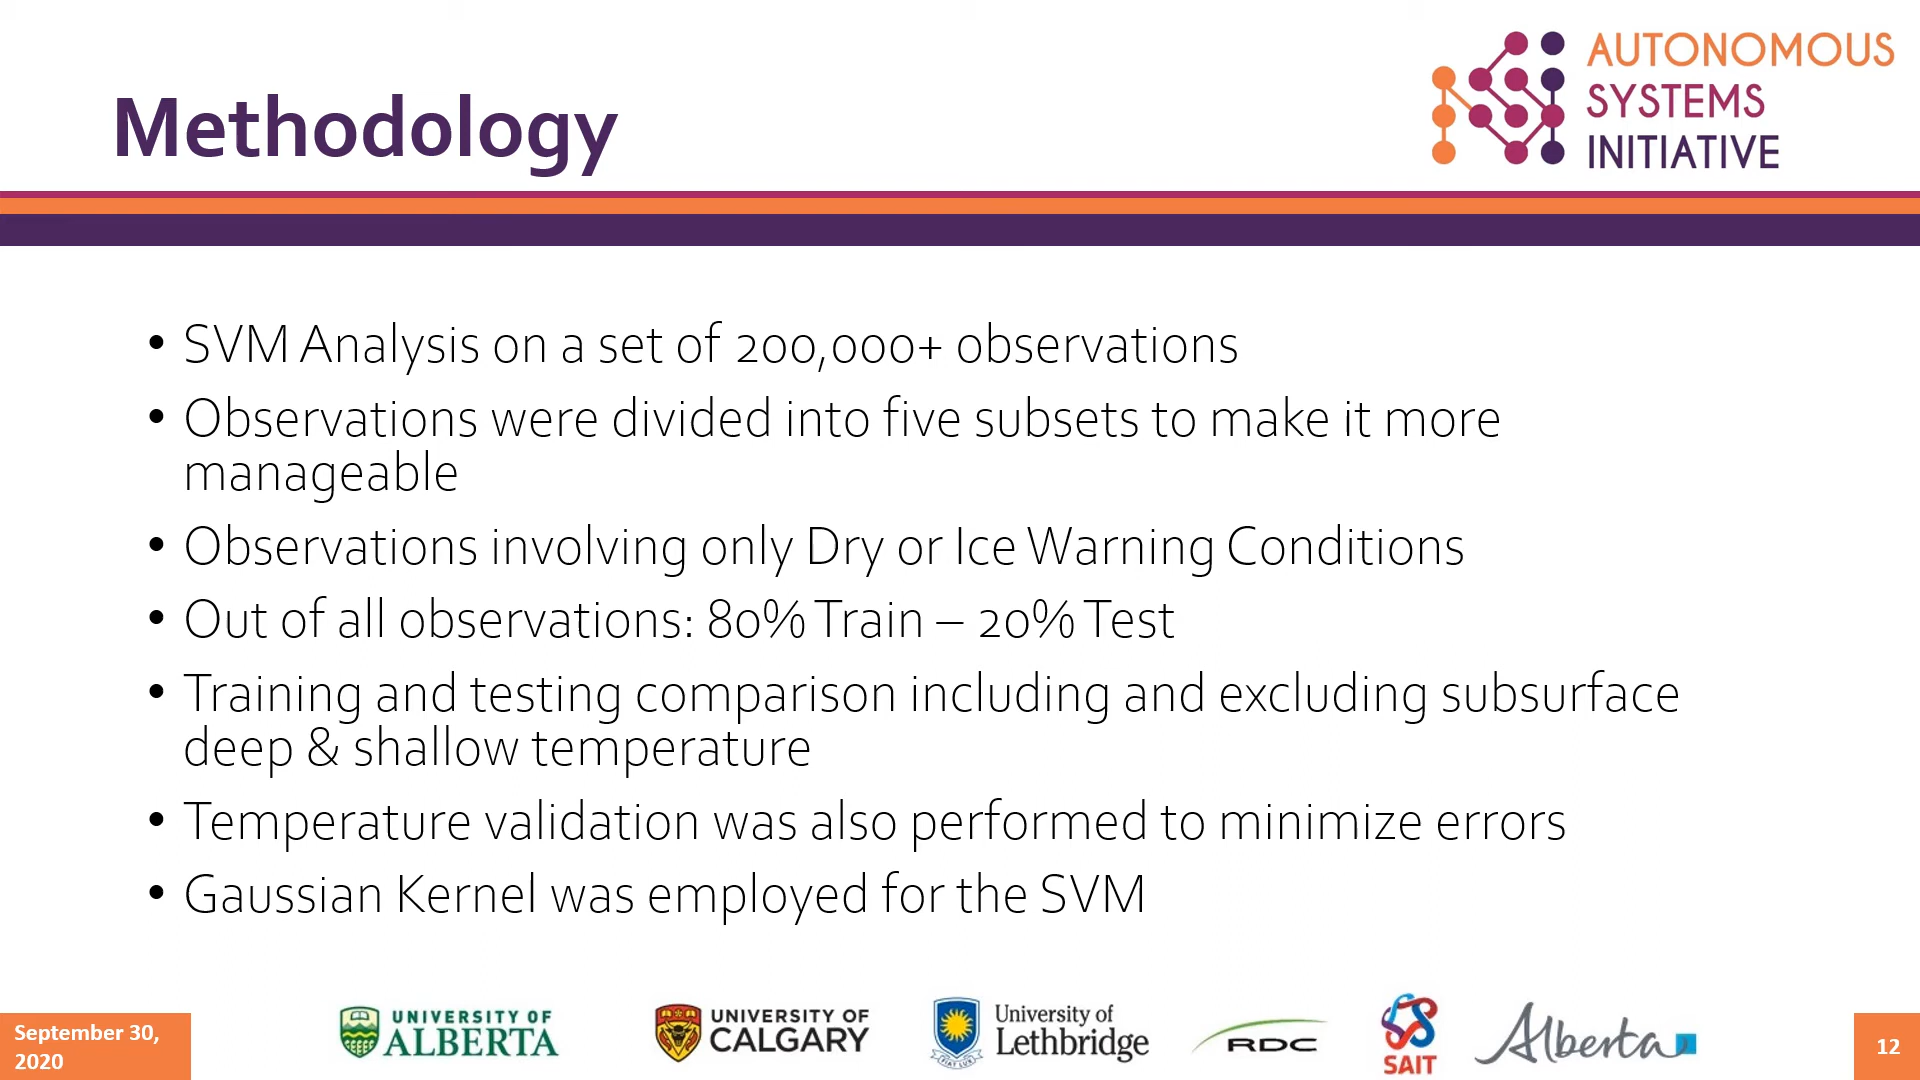 AUTONOMOUS
SYSTEMS
INITIATIVE
Methodology
• SVM Analysis on a set of 200,000+ observations
• Observations were divided into five subsets to make it more
manageable
• Observations involving only Dry or Ice Warning Conditions
• Out of all observations: 80% Train – 20% Test
• Training and testing comparison including and excluding subsurface
deep & shallow temperature
• Temperature validation was also performed to minimize errors
• Gaussian Kernel was employed for the SVM
September 30,
2020
UNIVERSITY OF
ALBERTA
UNIVERSITY OF
CALGARY
University of
Lethbridge
FIAT LUX
RDC
SAIT
Alberta
12